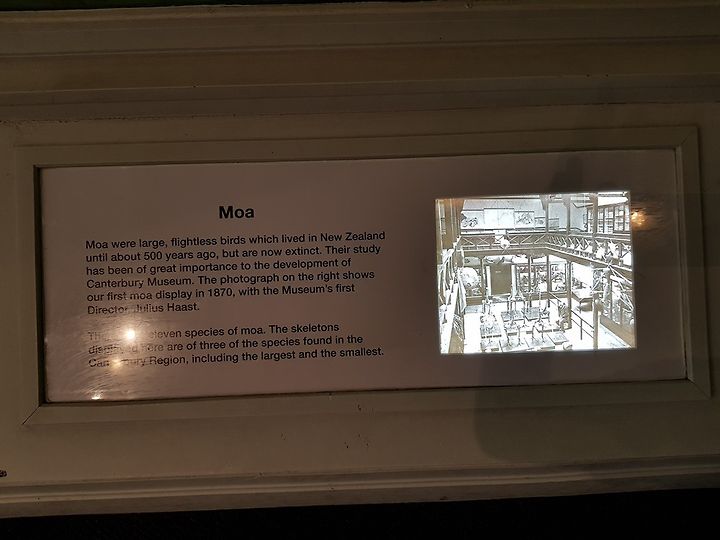 Moa
Moa were large, flightless birds which lived in New Zealand
until about 500 years ago, but are now extinct. Their study
has been of great importance to the development of
Canterbury Museum. The photograph on the right shows
our first moa display in 1870, with the Museum's first
Director, Julius Haast.
eleven species of moa. The skeletons
displayed here are of three of the species found in the
Canterbury Region, including the largest and the smallest.